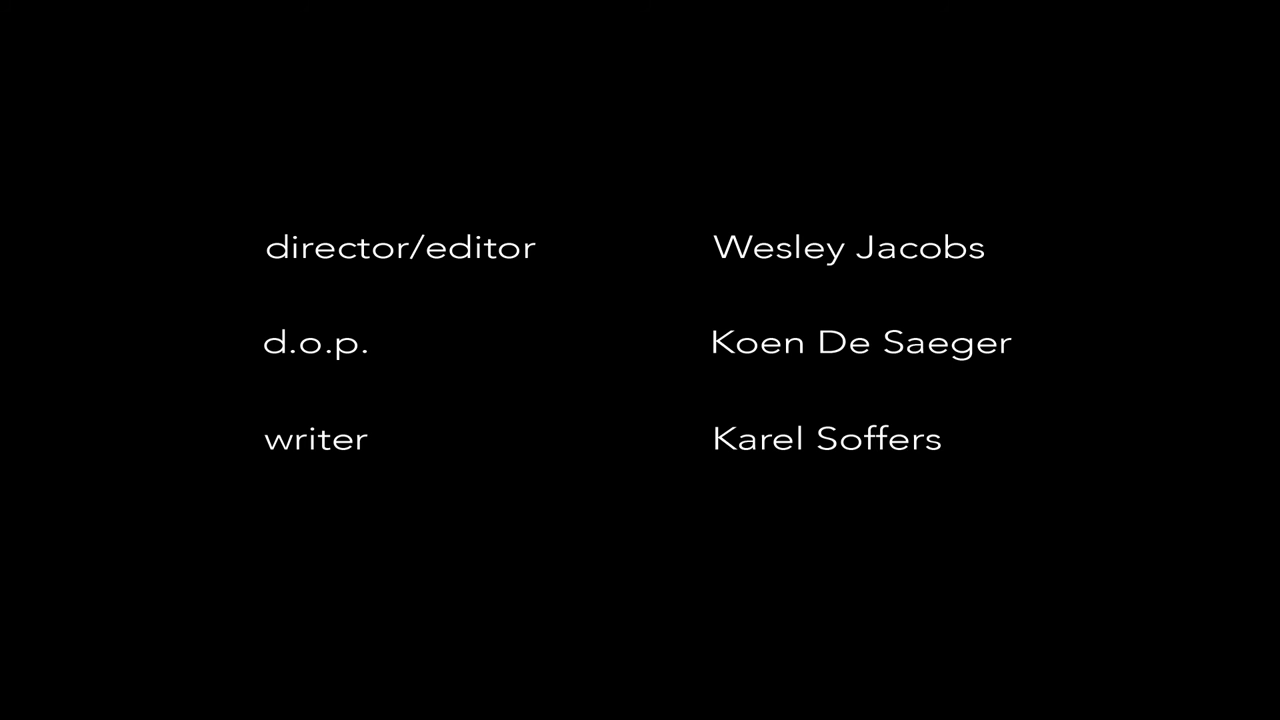 director/editor Wesley Jacobs
d.o.p. Koen De Saeger
writer Karel Soffers